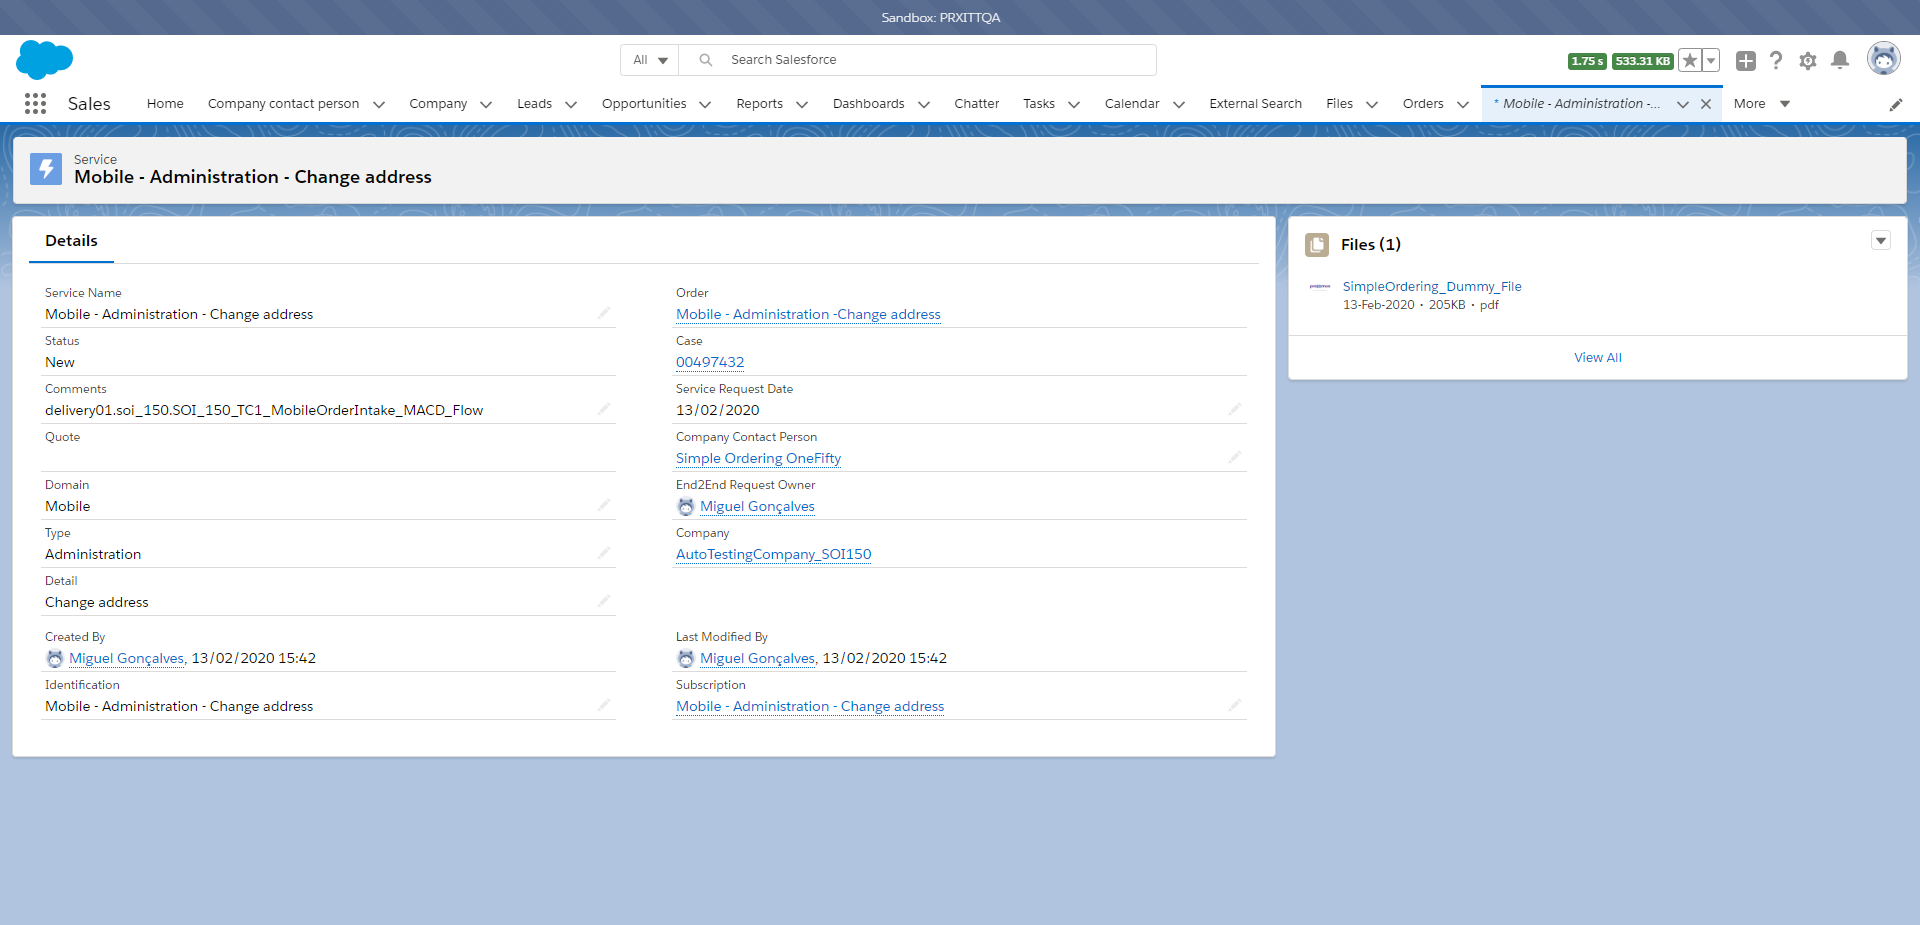 Sandbox: PRXITTQA
All
Search Salesforce
1.75 s
533.31 KB
Sales
Home
Company contact person
Company
Leads
Opportunities
Reports
Dashboards
Chatter
Tasks
Calendar
External Search
Files
Orders
* Mobile - Administration -...
More
Service
Mobile - Administration - Change address
Details
Service Name
Mobile - Administration - Change address
Order
Mobile - Administration -Change address
Status
New
Case
00497432
Comments
delivery01.soi_150.SOI_150_TC1_MobileOrderIntake_MACD_Flow
Service Request Date
13/02/2020
Quote
Company Contact Person
Simple Ordering OneFifty
Domain
Mobile
End2End Request Owner
Miguel Gonçalves
Type
Administration
Company
AutoTestingCompany_SOI150
Detail
Change address
Created By
Miguel Gonçalves, 13/02/2020 15:42
Last Modified By
Miguel Gonçalves, 13/02/2020 15:42
Identification
Mobile - Administration - Change address
Subscription
Mobile - Administration - Change address
Files (1)
SimpleOrdering_Dummy_File
13-Feb-2020 • 205KB • pdf
View All